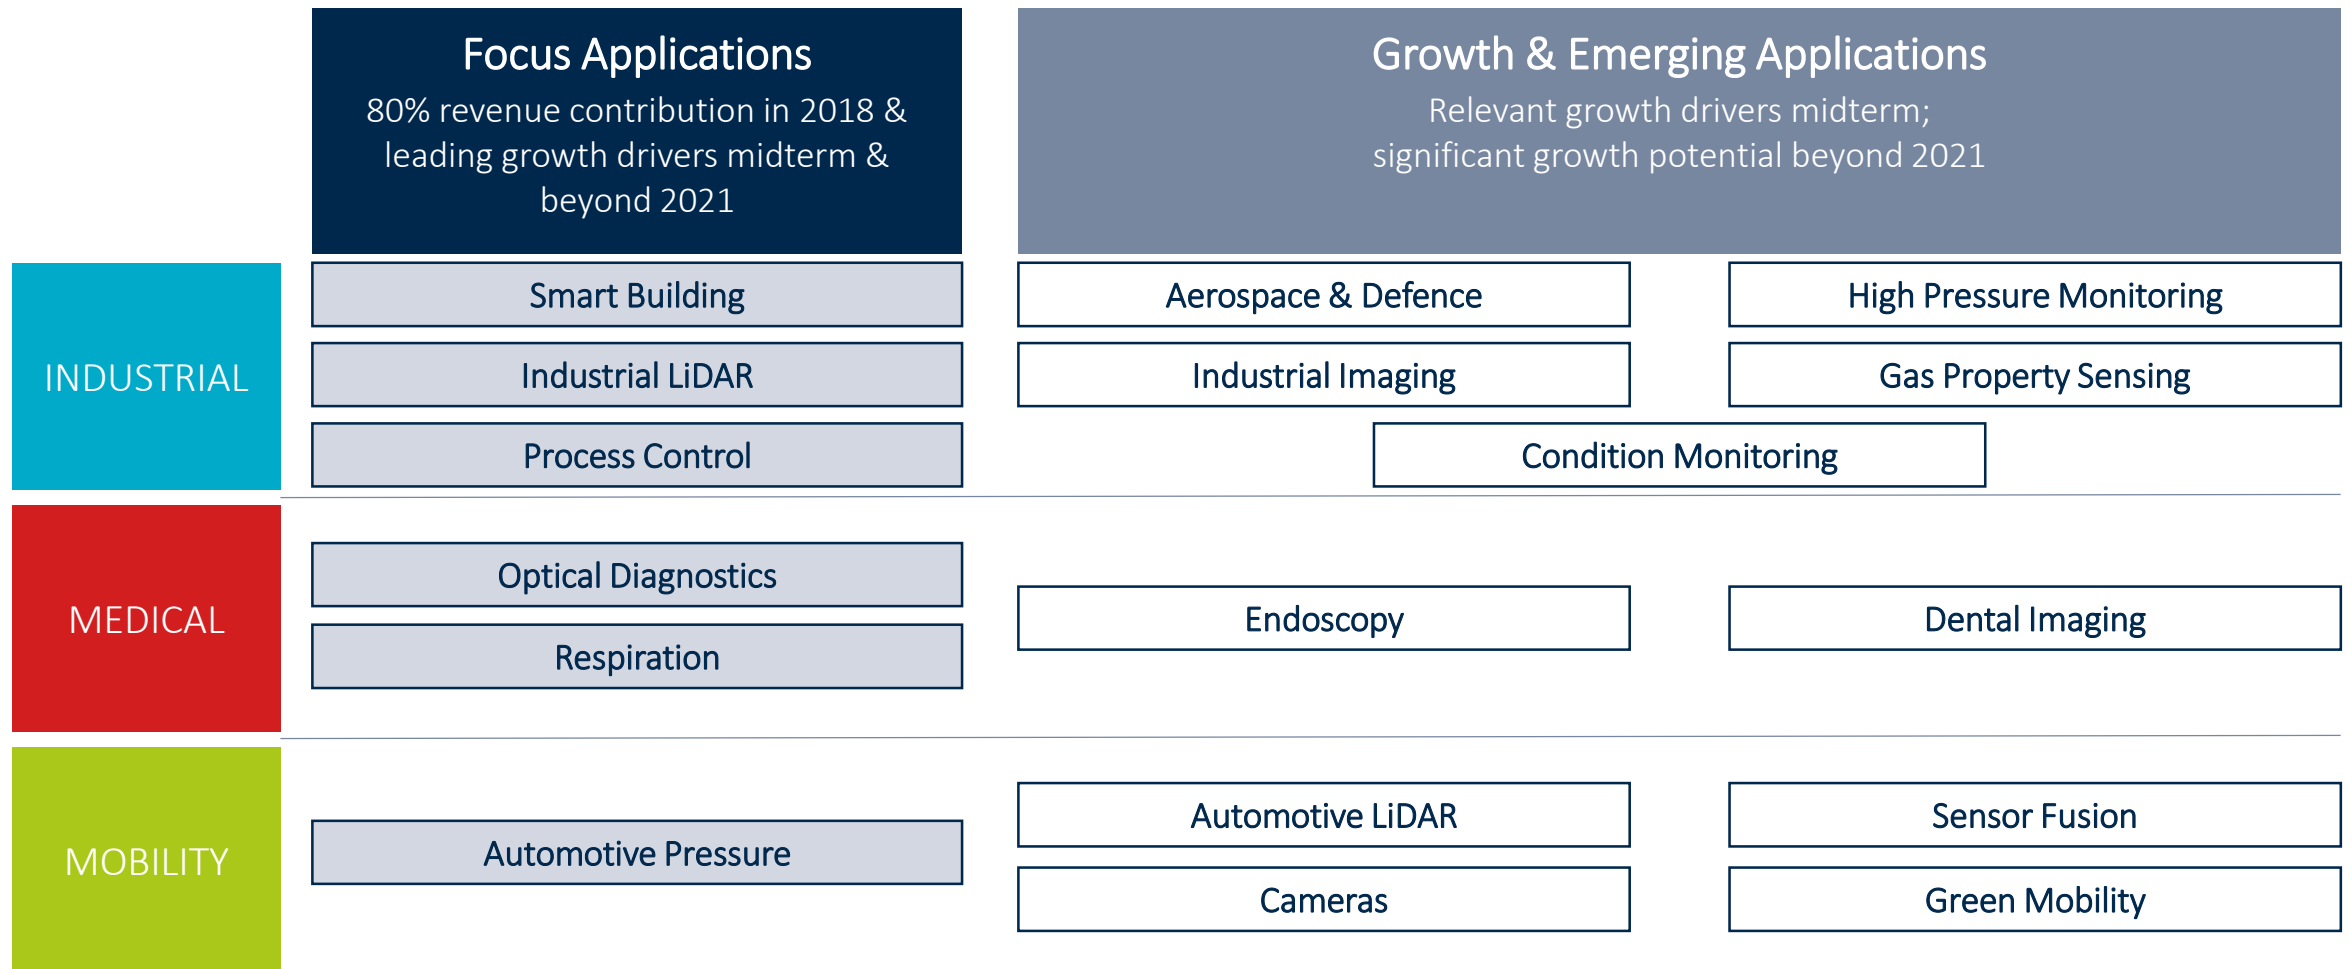 Focus Applications
80% revenue contribution in 2018 &
leading growth drivers midterm &
beyond 2021
Growth & Emerging Applications
Relevant growth drivers midterm;
significant growth potential beyond 2021
INDUSTRIAL
Smart Building
Industrial LiDAR
Process Control
Aerospace & Defence
High Pressure Monitoring
Industrial Imaging
Gas Property Sensing
Condition Monitoring
MEDICAL
Optical Diagnostics
Respiration
Endoscopy
Dental Imaging
MOBILITY
Automotive Pressure
Automotive LiDAR
Sensor Fusion
Cameras
Green Mobility